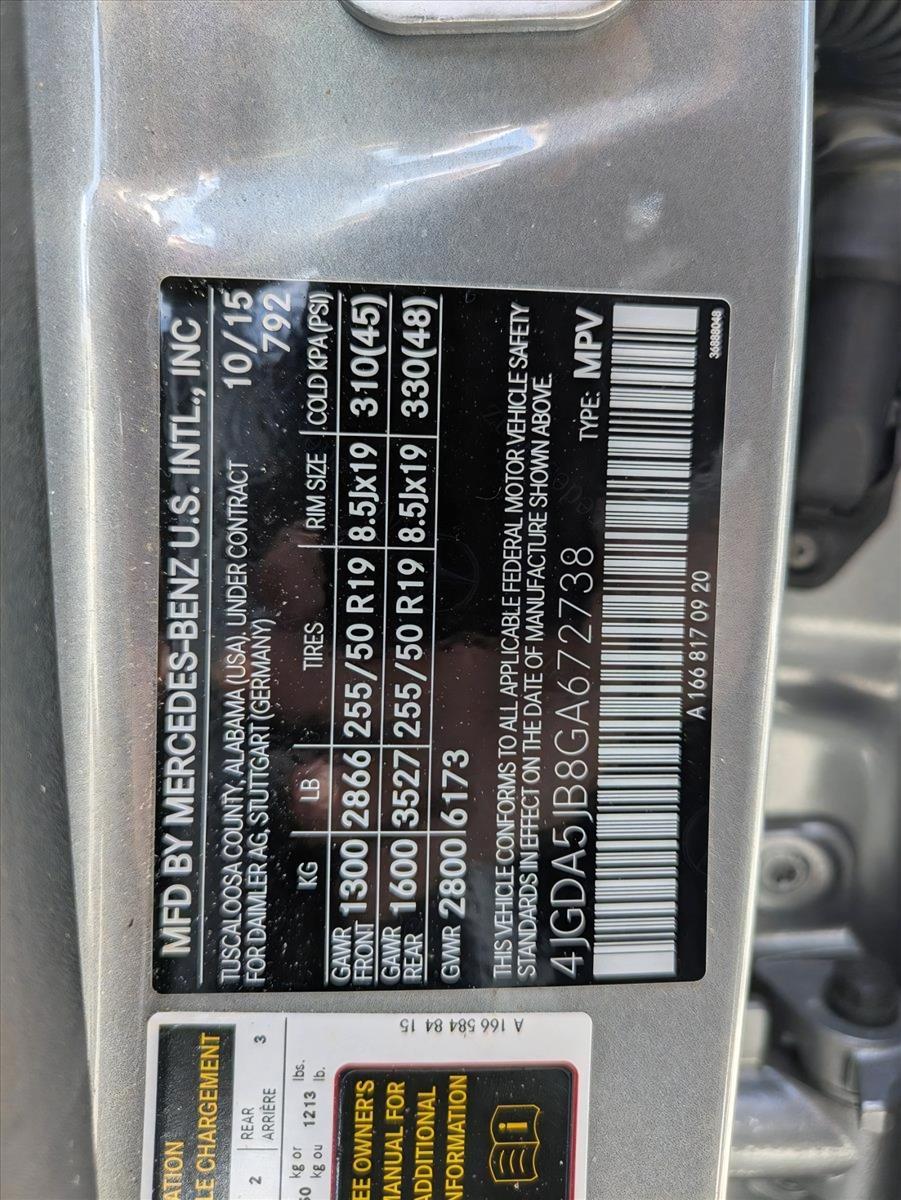 MFD BY MERCEDES-BENZ U.S. INTL., INC
TUSCALOOSA COUNTY, ALABAMA (USA), UNDER CONTRACT 10/15
FOR DAIMLER AG, STUTTGART (GERMANY) 792
KG LB TIRES RIM SIZE COLD KPA (PSI)
GAWR FRONT 1300 2866 255/50 R19 8.5Jx19 310(45)
GAWR REAR 1600 3527 255/50 R19 8.5Jx19 330(48)
GVWR 2800 6173
THIS VEHICLE CONFORMS TO ALL APPLICABLE FEDERAL MOTOR VEHICLE SAFETY
STANDARDS IN EFFECT ON THE DATE OF MANUFACTURE SHOWN ABOVE.
4JGDA5JB8GA672738 TYPE: MPV
A 166 817 09 20
36888048
LE CHARGEMENT
2 REAR 3
ARRIÈRE
kg or 1213 lbs.
kg ou lb.
OWNER'S
FOR
A 166 584 84 15